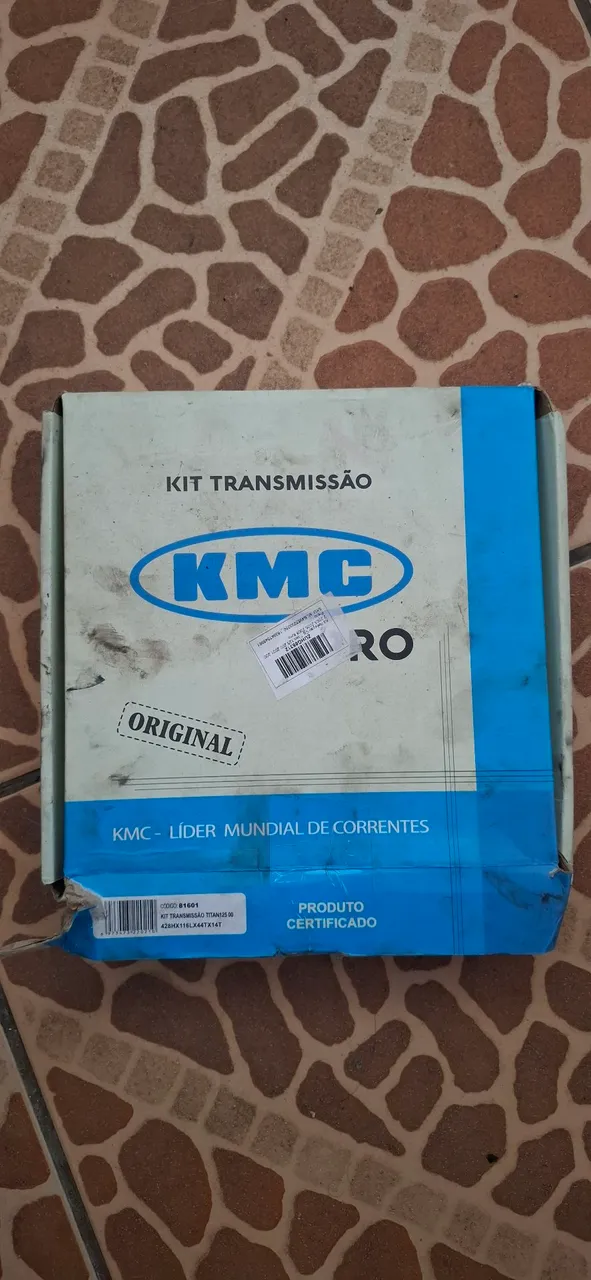 KIT TRANSMISSÃO
KMC
RO
ORIGINAL
KMC - LÍDER MUNDIAL DE CORRENTES
CÓDIGO: 81601
KIT TRANSMISSÃO TITAN125 00
428HX116LX44TX14T
PRODUTO
CERTIFICADO